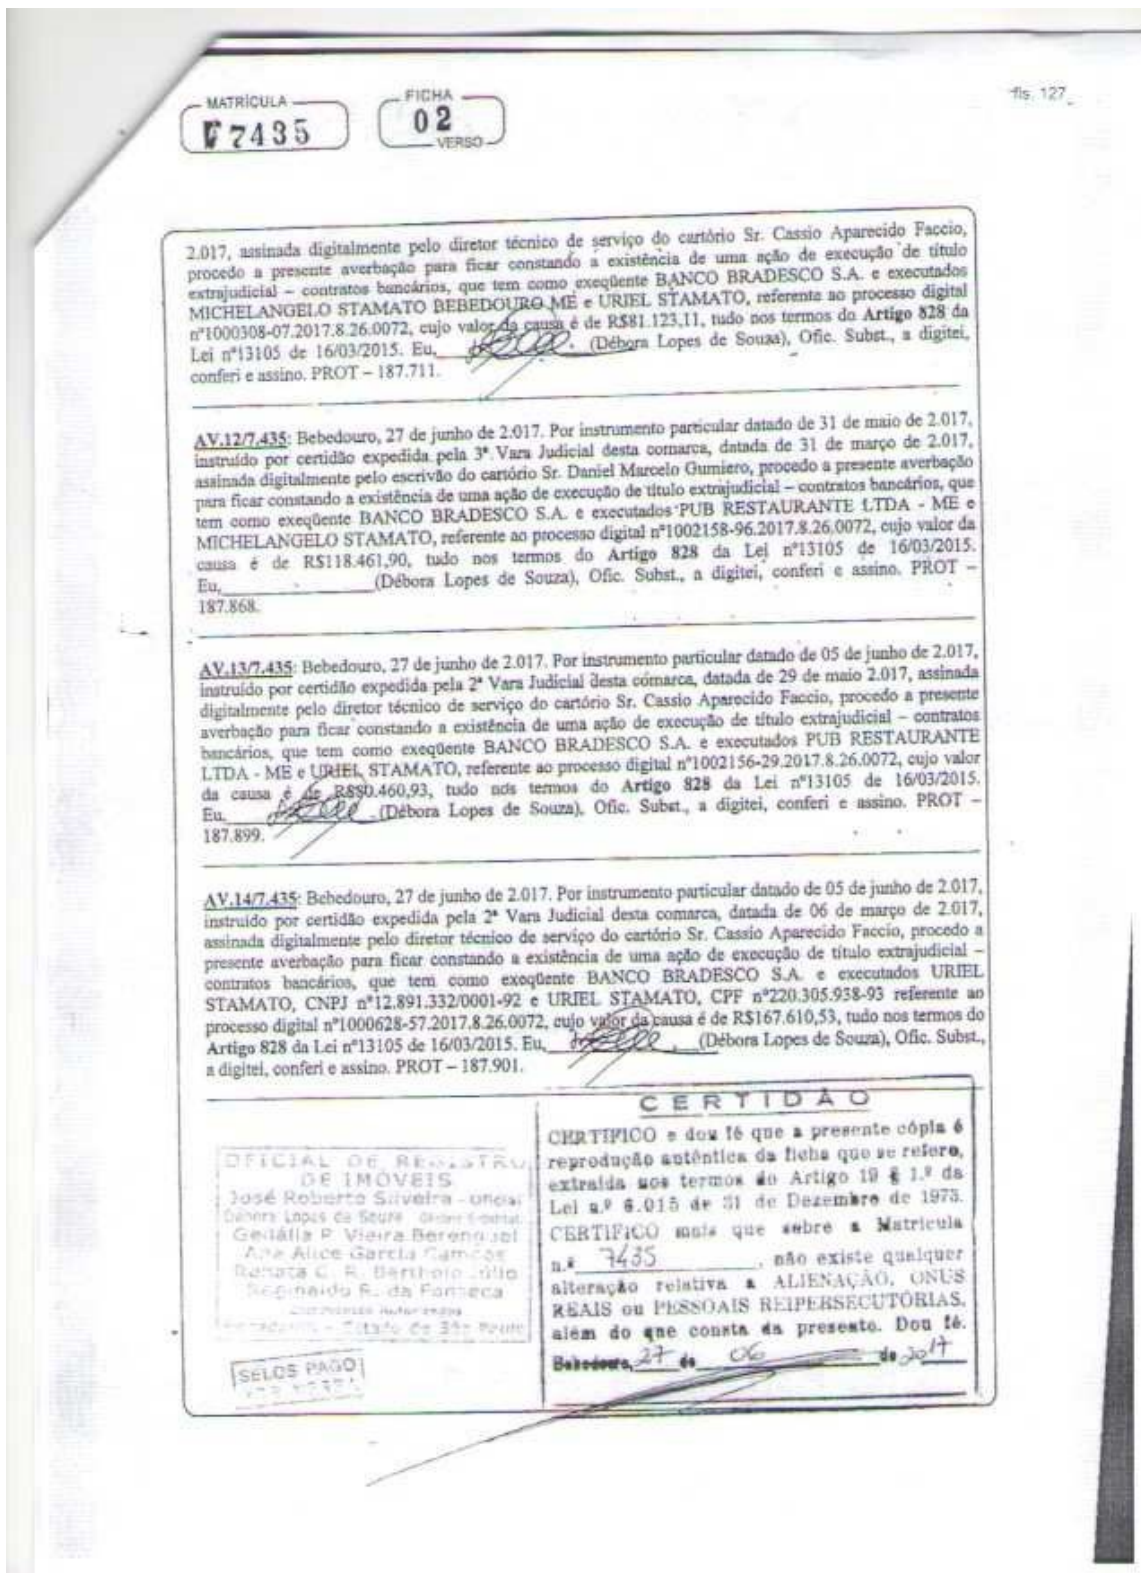 MATRÍCULA
7435
FICHA
02
VERSO
fls. 127
2.017, assinada digitalmente pelo diretor técnico de serviço do cartório Sr. Cassio Aparecido Faccio,
procedo a presente averbação para ficar constando a existência de uma ação de execução de título
extrajudicial – contratos bancários, que tem como exeqüente BANCO BRADESCO S.A. e executados
MICHELANGELO STAMATO BEBEDOURO ME e URIEL STAMATO, referente ao processo digital
nº1000308-07.2017.8.26.0072, cujo valor da causa é de R$81.123,11, tudo nos termos do Artigo 828 da
Lei nº13105 de 16/03/2015. Eu, (Débora Lopes de Souza), Ofic. Subst., a digitei,
conferi e assino. PROT – 187.711.
AV.12/7.435: Bebedouro, 27 de junho de 2.017. Por instrumento particular datado de 31 de maio de 2.017,
instruído por certidão expedida pela 3ª Vara Judicial desta comarca, datada de 31 de março de 2.017,
assinada digitalmente pelo escrivão do cartório Sr. Daniel Marcelo Gumiero, procedo a presente averbação
para ficar constando a existência de uma ação de execução de título extrajudicial – contratos bancários, que
tem como exeqüente BANCO BRADESCO S.A. e executados PUB RESTAURANTE LTDA - ME e
MICHELANGELO STAMATO, referente ao processo digital nº1002158-96.2017.8.26.0072, cujo valor da
causa é de R$118.461,90, tudo nos termos do Artigo 828 da Lei nº13105 de 16/03/2015.
Eu, (Débora Lopes de Souza), Ofic. Subst., a digitei, conferi e assino. PROT –
187.868.
AV.13/7.435: Bebedouro, 27 de junho de 2.017. Por instrumento particular datado de 05 de junho de 2.017,
instruído por certidão expedida pela 2ª Vara Judicial desta comarca, datada de 29 de maio 2.017, assinada
digitalmente pelo diretor técnico de serviço do cartório Sr. Cassio Aparecido Faccio, procedo a presente
averbação para ficar constando a existência de uma ação de execução de título extrajudicial – contratos
bancários, que tem como exeqüente BANCO BRADESCO S.A. e executados PUB RESTAURANTE
LTDA - ME e URIEL STAMATO, referente ao processo digital nº1002156-29.2017.8.26.0072, cujo valor
da causa é de tudo nos termos do Artigo 828 da Lei nº13105 de 16/03/2015.
Eu, (Débora Lopes de Souza), Ofic. Subst., a digitei, conferi e assino. PROT –
187.899.
AV.14/7.435: Bebedouro, 27 de junho de 2.017. Por instrumento particular datado de 05 de junho de 2.017,
instruído por certidão expedida pela 2ª Vara Judicial desta comarca, datada de 06 de março de 2.017,
assinada digitalmente pelo diretor técnico de serviço do cartório Sr. Cassio Aparecido Faccio, procedo a
presente averbação para ficar constando a existência de uma ação de execução de título extrajudicial –
contratos bancários, que tem como exeqüente BANCO BRADESCO S.A. e executados URIEL
STAMATO, CNPJ nº12.891.332/0001-92 e URIEL STAMATO, CPF nº220.305.938-93 referente ao
processo digital nº1000628-57.2017.8.26.0072, cujo valor da causa é de R$167.610,53, tudo nos termos do
Artigo 828 da Lei nº13105 de 16/03/2015. Eu, (Débora Lopes de Souza), Ofic. Subst.,
a digitei, conferi e assino. PROT – 187.901.
OFICIAL DE REGISTRO
DE IMÓVEIS
José Roberto Silveira - Oficial
Débora Lopes de Souza
P. Vieira Berenguel
Ana Alice Garcia Campos
Renata C. R. Bertholo Júlio
Reginaldo R. da Fonseca
Estado de São Paulo
SELOS PAGO
CERTIDÃO
CERTIFICO e dou fé que a presente cópia é
reprodução autêntica da ficha que se refere,
extraída nos termos do Artigo 19 § 1.º da
Lei n.º 6.015 de 31 de Dezembro de 1973.
CERTIFICO mais que sobre a Matrícula
n.º 7435, não existe qualquer
alteração relativa a ALIENAÇÃO, ONUS
REAIS ou PESSOAIS REIPERSECUTÓRIAS,
além do que consta da presente. Dou fé.
Bebedouro, 27 de 06 de 2017